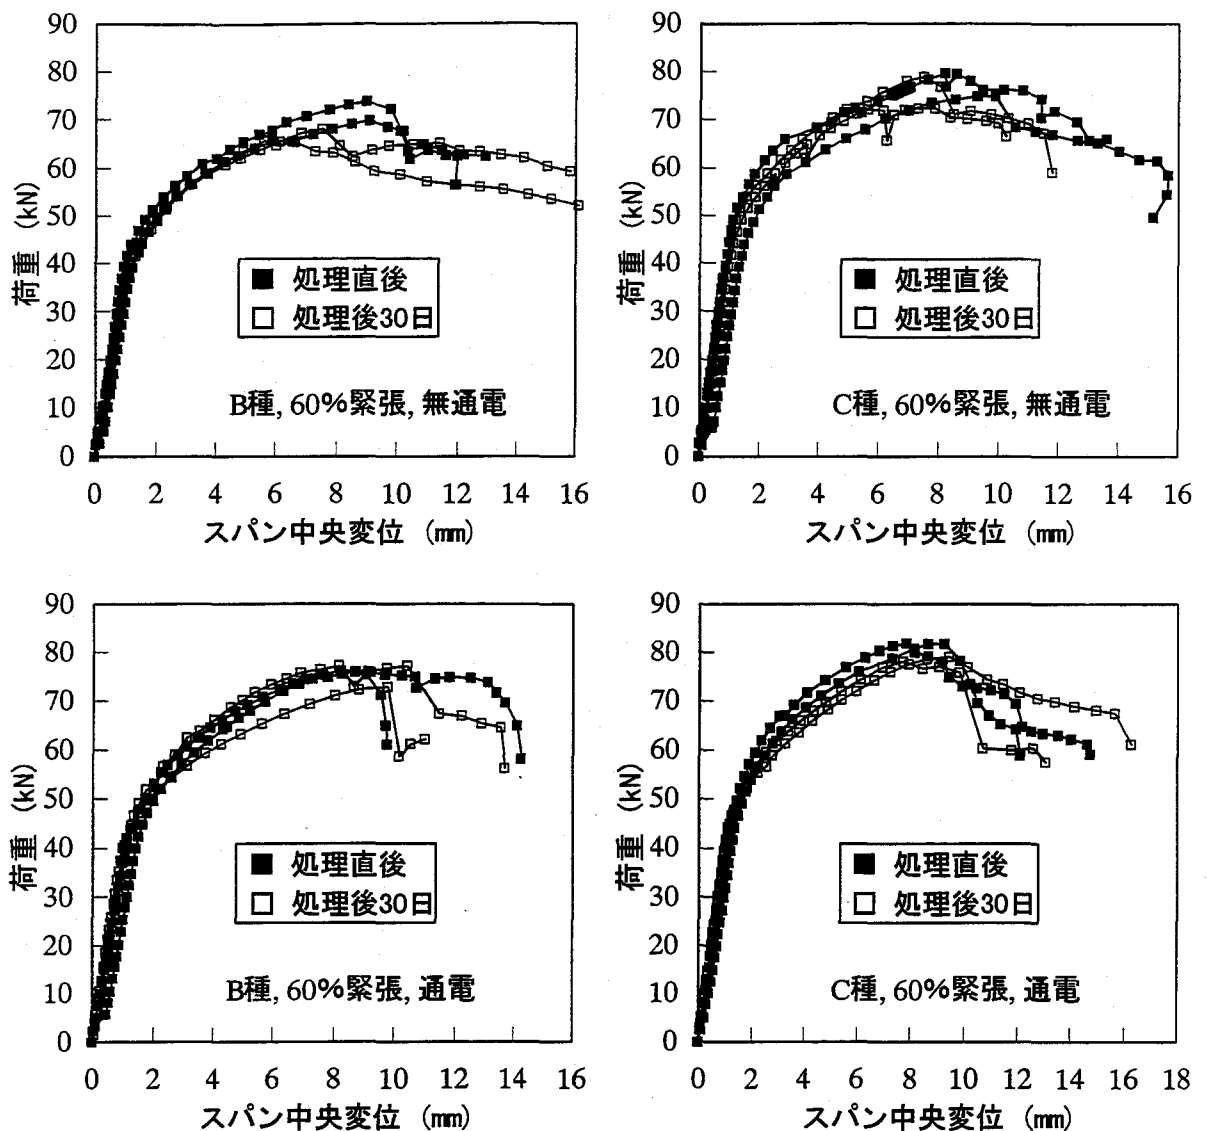 90
80
70
60
50
40
30
20
10
0
荷重 (kN)
■ 処理直後
□ 処理後30日
B種, 60%緊張, 無通電
0 2 4 6 8 10 12 14 16
スパン中央変位 (mm)
90
80
70
60
50
40
30
20
10
0
荷重 (kN)
■ 処理直後
□ 処理後30日
C種, 60%緊張, 無通電
0 2 4 6 8 10 12 14 16
スパン中央変位 (mm)
90
80
70
60
50
40
30
20
10
0
荷重 (kN)
■ 処理直後
□ 処理後30日
B種, 60%緊張, 通電
0 2 4 6 8 10 12 14 16
スパン中央変位 (mm)
90
80
70
60
50
40
30
20
10
0
荷重 (kN)
■ 処理直後
□ 処理後30日
C種, 60%緊張, 通電
0 2 4 6 8 10 12 14 16 18
スパン中央変位 (mm)